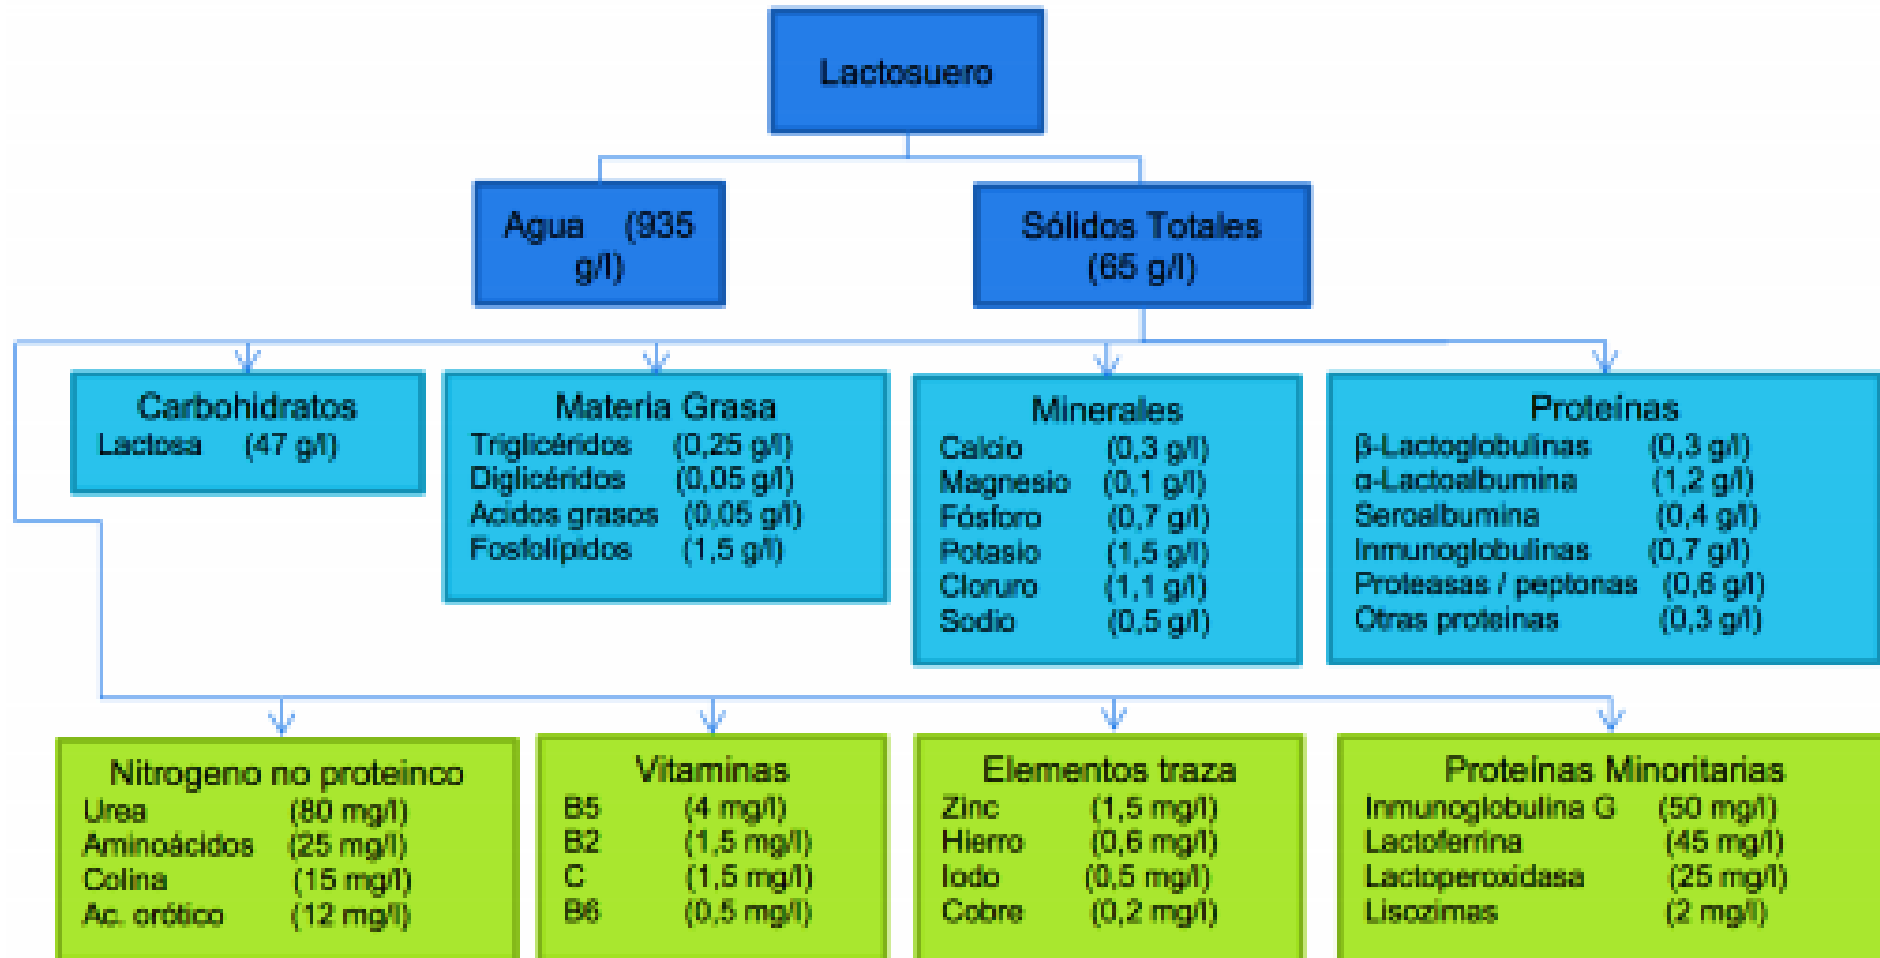 Lactosuero
Agua (935
g/l)
Sólidos Totales
(65 g/l)
Carbohidratos
Lactosa (47 g/l)
Materia Grasa
Triglicéridos (0,25 g/l)
Diglicéridos (0,05 g/l)
Acidos grasos (0,05 g/l)
Fosfolípidos (1,5 g/l)
Minerales
Calcio (0,3 g/l)
Magnesio (0,1 g/l)
Fósforo (0,7 g/l)
Potasio (1,5 g/l)
Cloruro (1,1 g/l)
Sodio (0,5 g/l)
Proteínas
β-Lactoglobulinas (0,3 g/l)
α-Lactoalbumina (1,2 g/l)
Seroalbumina (0,4 g/l)
Inmunoglobulinas (0,7 g/l)
Proteasas / peptonas (0,6 g/l)
Otras proteinas (0,3 g/l)
Nitrogeno no proteinco
Urea (80 mg/l)
Aminoácidos (25 mg/l)
Colina (15 mg/l)
Ac. orótico (12 mg/l)
Vitaminas
B5 (4 mg/l)
B2 (1,5 mg/l)
C (1,5 mg/l)
B6 (0,5 mg/l)
Elementos traza
Zinc (1,5 mg/l)
Hierro (0,6 mg/l)
Iodo (0,5 mg/l)
Cobre (0,2 mg/l)
Proteínas Minoritarias
Inmunoglobulina G (50 mg/l)
Lactoferrina (45 mg/l)
Lactoperoxidasa (25 mg/l)
Lisozimas (2 mg/l)